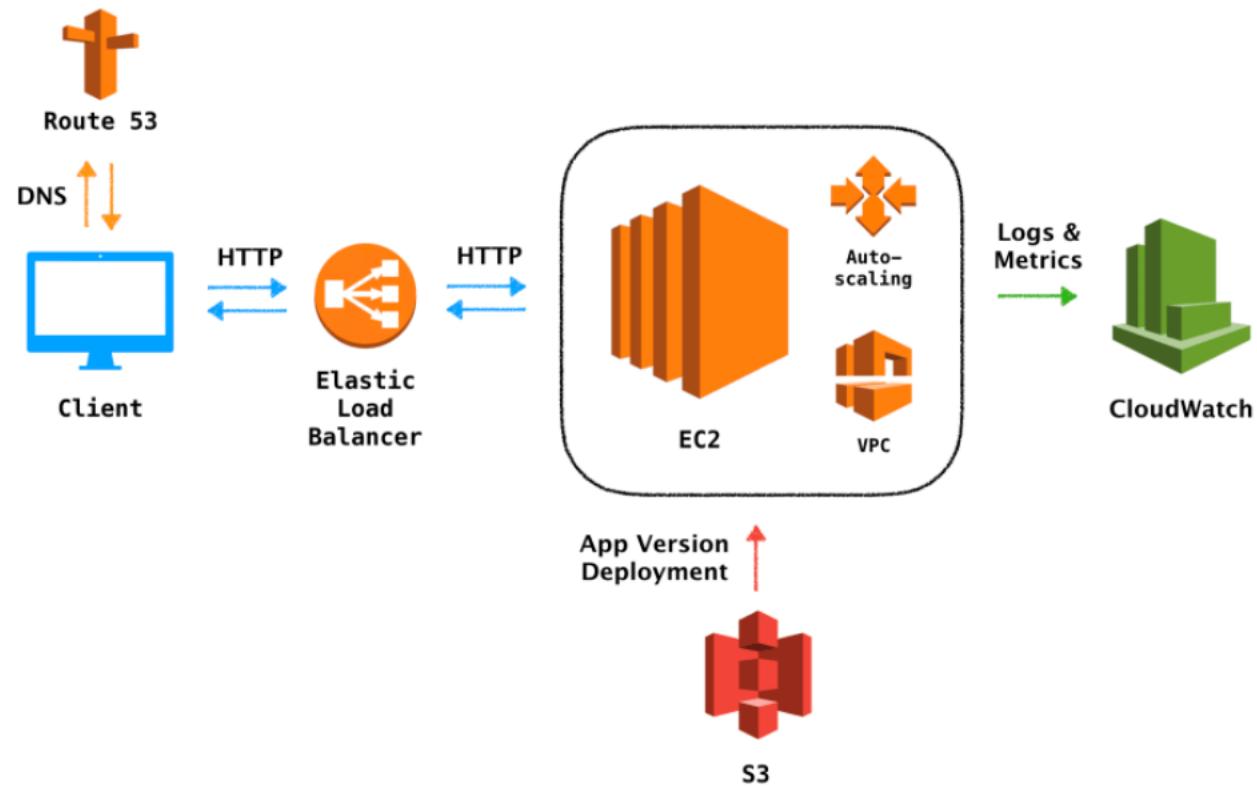 Route 53
DNS
Client
HTTP
Elastic
Load
Balancer
HTTP
EC2
Auto-
scaling
VPC
Logs &
Metrics
CloudWatch
App Version
Deployment
S3